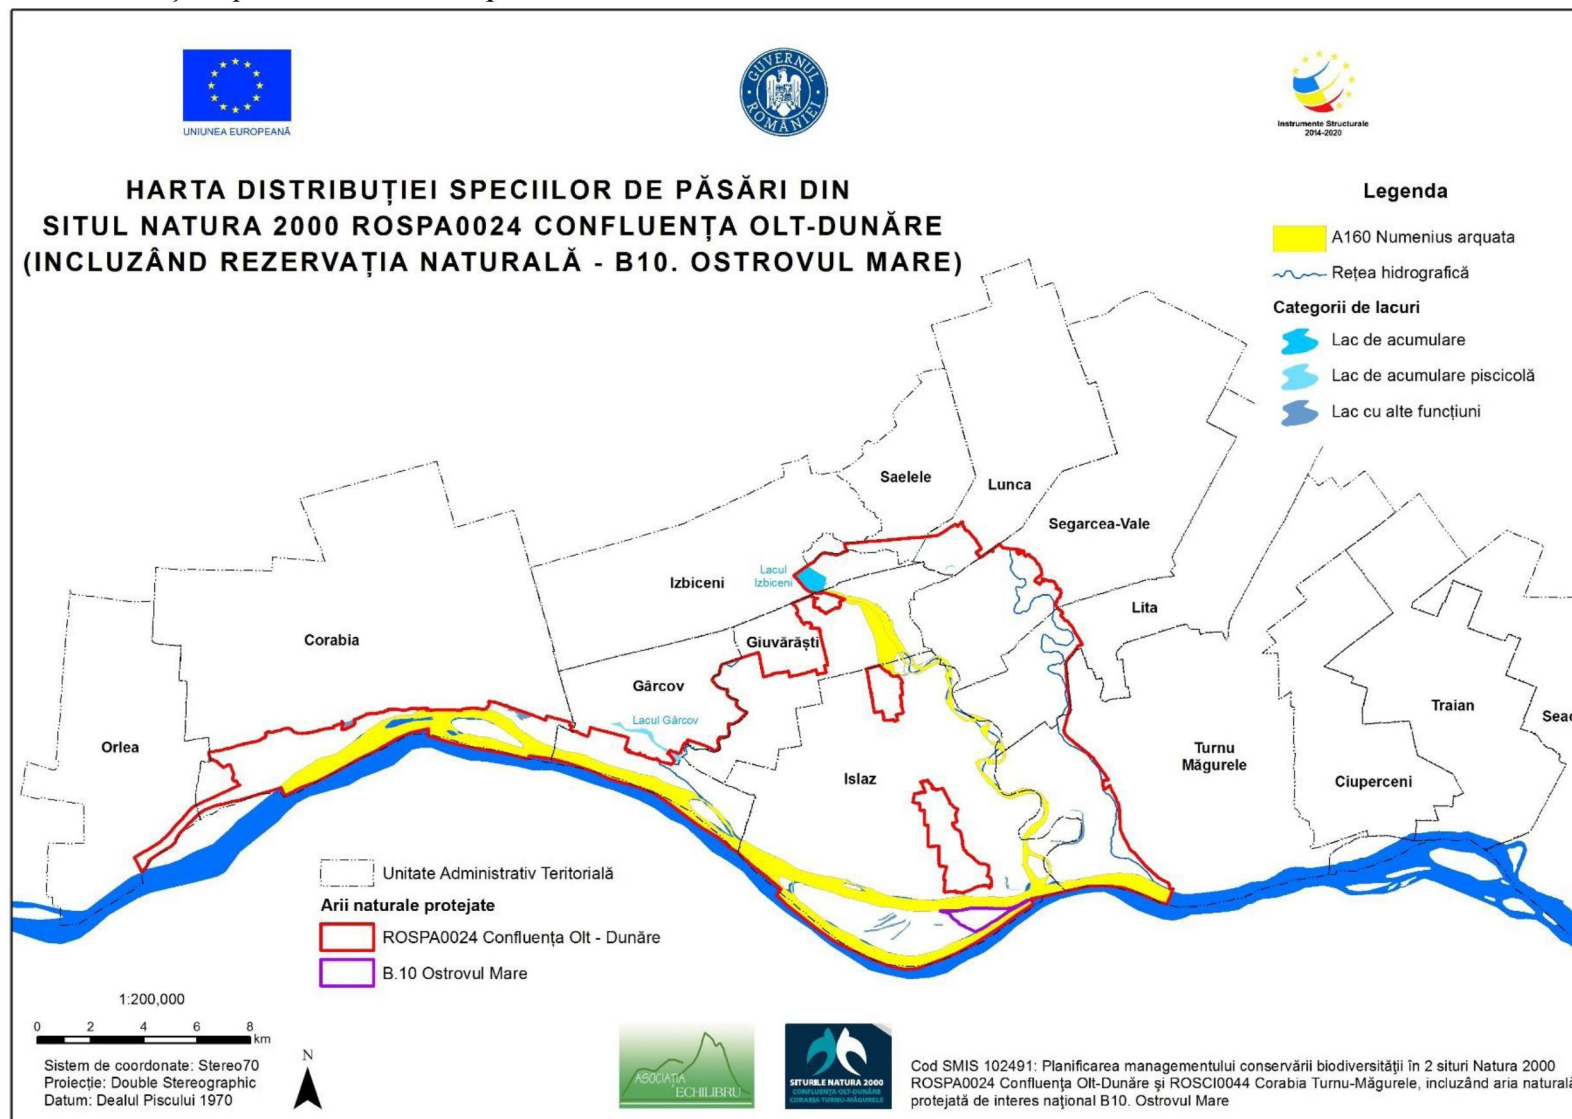 UNIUNEA EUROPEANĂ
GUVERNUL ROMÂNIEI
Instrumente Structurale
2014-2020
HARTA DISTRIBUȚIEI SPECIILOR DE PĂSĂRI DIN
SITUL NATURA 2000 ROSPA0024 CONFLUENȚA OLT-DUNĂRE
(INCLUZÂND REZERVAȚIA NATURALĂ - B10. OSTROVUL MARE)
Legenda
A160 Numenius arquata
Rețea hidrografică
Categorii de lacuri
Lac de acumulare
Lac de acumulare piscicolă
Lac cu alte funcțiuni
Saelele
Lunca
Segarcea-Vale
Lacul
Izbiceni
Izbiceni
Lita
Corabia
Giuvărăști
Gârcov
Lacul Gârcov
Orlea
Traian
Turnu
Măgurele
Islaz
Ciuperceni
Unitate Administrativ Teritorială
Arii naturale protejate
ROSPA0024 Confluența Olt - Dunăre
B.10 Ostrovul Mare
1:200,000
0 2 4 6 8
km
N
Sistem de coordonate: Stereo70
Proiecție: Double Stereographic
Datum: Dealul Piscului 1970
ASOCIAȚIA
ECHILIBRU
SITURILE NATURA 2000
CONFLUENȚA OLT-DUNĂRE
CORABIA TURNU-MĂGURELE
Cod SMIS 102491: Planificarea managementului conservării biodiversității în 2 situri Natura 2000
ROSPA0024 Confluența Olt-Dunăre și ROSCI0044 Corabia Turnu-Măgurele, incluzând aria naturală
protejată de interes național B10. Ostrovul Mare